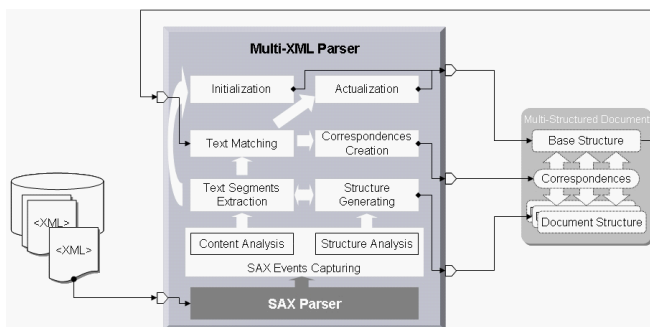 Multi-XML Parser
Initialization
Actualization
Multi-Structured Document
Text Matching
Correspondences
Creation
Base Structure
Correspondences
Text Segments
Extraction
Structure
Generating
Document Structure
<XML>
<XML>
Content Analysis
Structure Analysis
SAX Events Capturing
SAX Parser